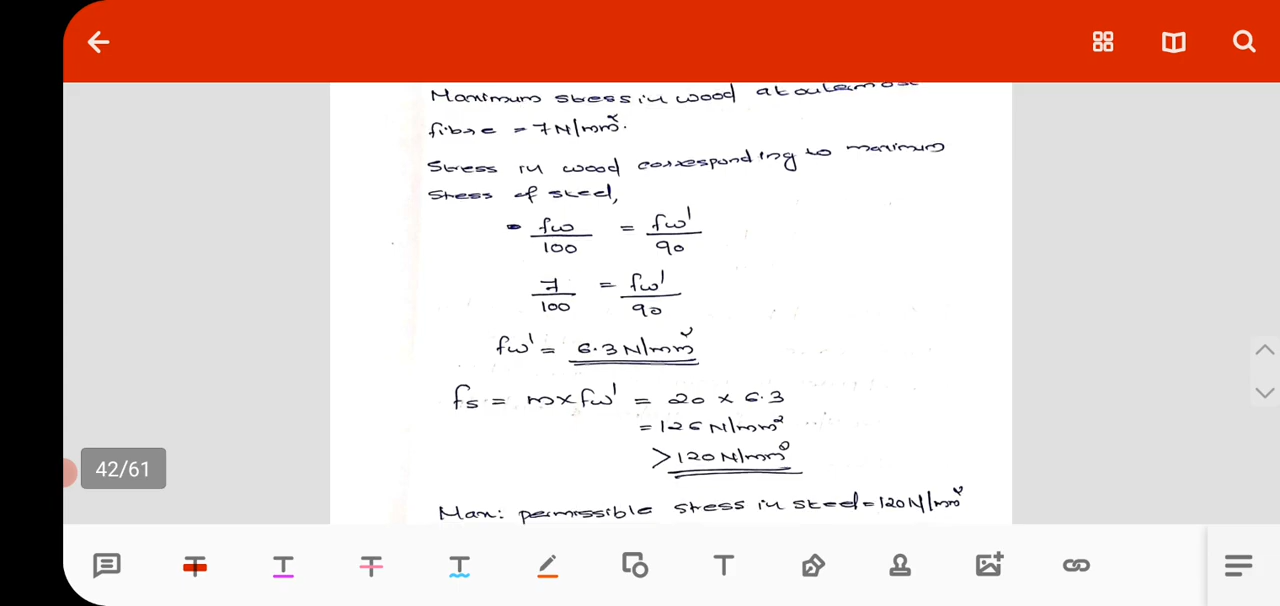 Maximum stress in wood at outermost
fibre = 7 N/mm².
Stress in wood corresponding to maximum
stress of steel,
fw/100 = fw'/90
7/100 = fw'/90
fw' = 6.3 N/mm²
fs = m x fw' = 20 x 6.3
= 126 N/mm²
> 120 N/mm²
42/61
Max: permissible stress in steel = 120 N/mm²